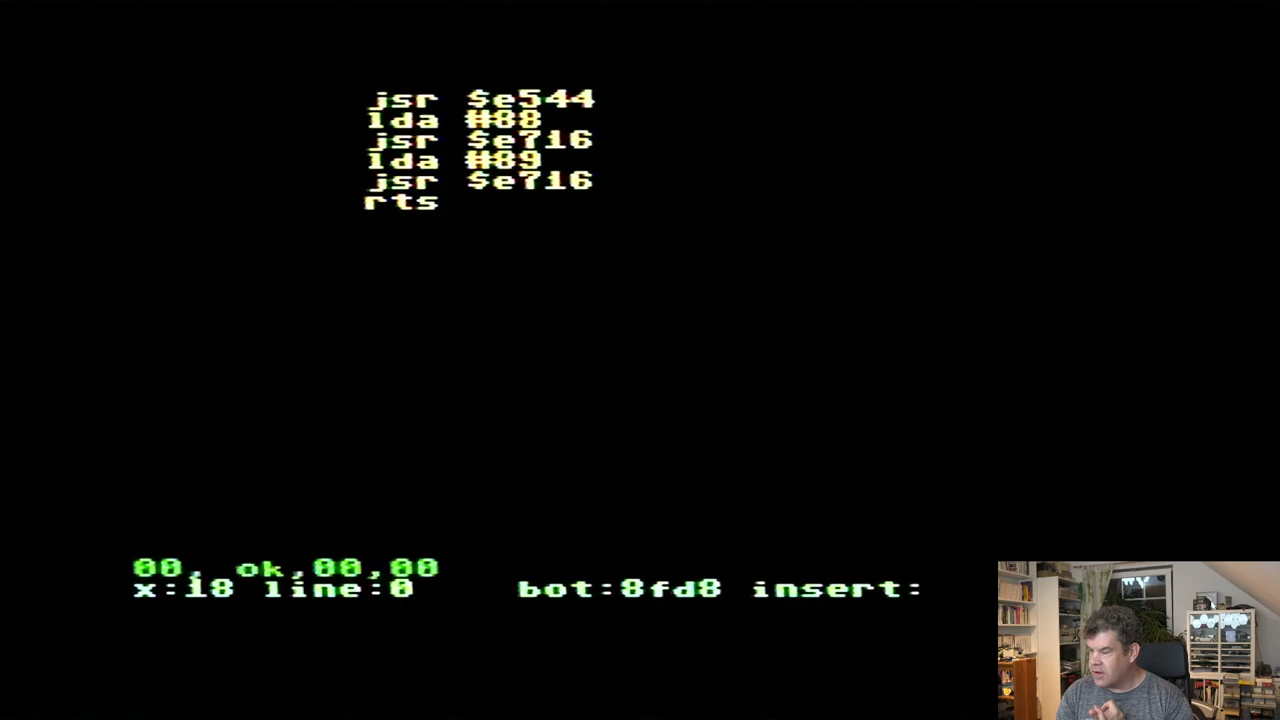 jsr $e544
lda #88
jsr $e716
lda #89
jsr $e716
rts
00, ok,00,00
x:18 line:0 bot:8fd8 insert: